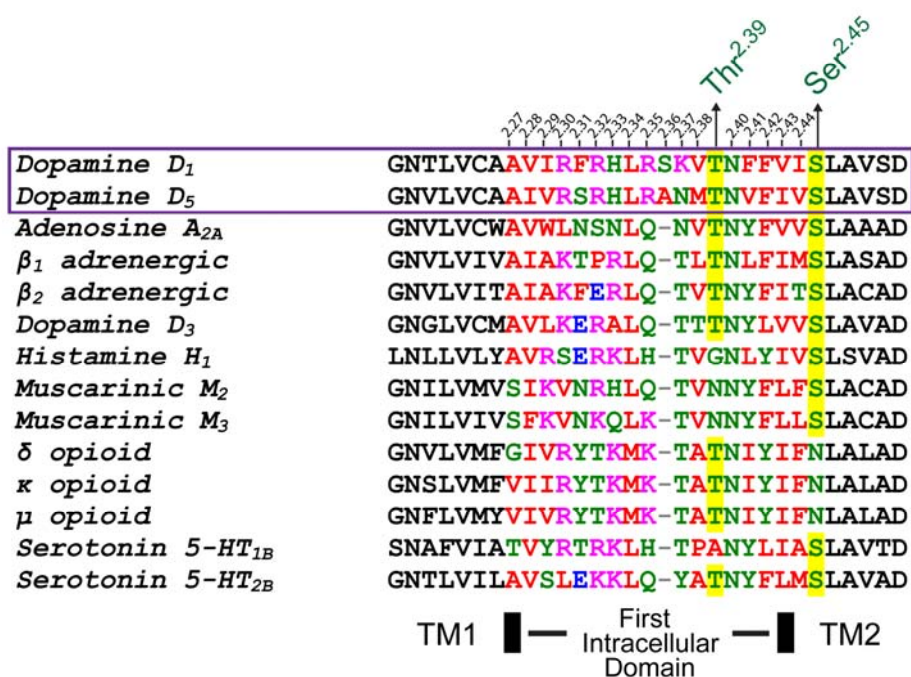 Thr2.39 Ser2.45
2.27 2.28 2.29 2.30 2.31 2.32 2.33 2.34 2.35 2.36 2.37 2.38 2.40 2.41 2.42 2.43 2.44
Dopamine D1 GNTLVCAAVIRFRHLRSKVTNFFVISLAVSD
Dopamine D5 GNVLVCAAIVRSRHLRANMTNVFIVSLAVSD
Adenosine A2A GNVLVCWAVWLNSNLQ-NVTNYFVVSLAAAD
β1 adrenergic GNVLVIVAIAKTPRLQ-TLTNLFIMSLASAD
β2 adrenergic GNVLVITAIAKFERLQ-TVTNYFITSLACAD
Dopamine D3 GNGLVCMAVLKERALQ-TTTNYLVVSLAVAD
Histamine H1 LNLLVLYAVRSERKLH-TVGNLYIVSLSVAD
Muscarinic M2 GNILVMVSIKVNRHLQ-TVNNYFLFSLACAD
Muscarinic M3 GNILVIVSFKVNKQLK-TVNNYFLLSLACAD
δ opioid GNVLVMFGIVRYTKMK-TATNIYIFNLALAD
κ opioid GNSLVMFVIIRYTKMK-TATNIYIFNLALAD
μ opioid GNFLVMYVIVRYTKMK-TATNIYIFNLALAD
Serotonin 5-HT1B SNAFVIATVYRTRKLH-TPANYLIASLAVTD
Serotonin 5-HT2B GNTLVILAVSLEKKLQ-YATNYFLMSLAVAD
TM1 First Intracellular Domain TM2